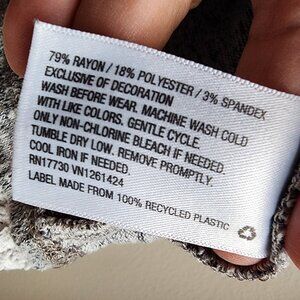 79% RAYON / 18% POLYESTER / 3% SPANDEX
EXCLUSIVE OF DECORATION
WASH BEFORE WEAR. MACHINE WASH COLD
WITH LIKE COLORS. GENTLE CYCLE.
ONLY NON-CHLORINE BLEACH IF NEEDED.
TUMBLE DRY LOW. REMOVE PROMPTLY.
COOL IRON IF NEEDED.
RN17730 VN1261424
LABEL MADE FROM 100% RECYCLED PLASTIC